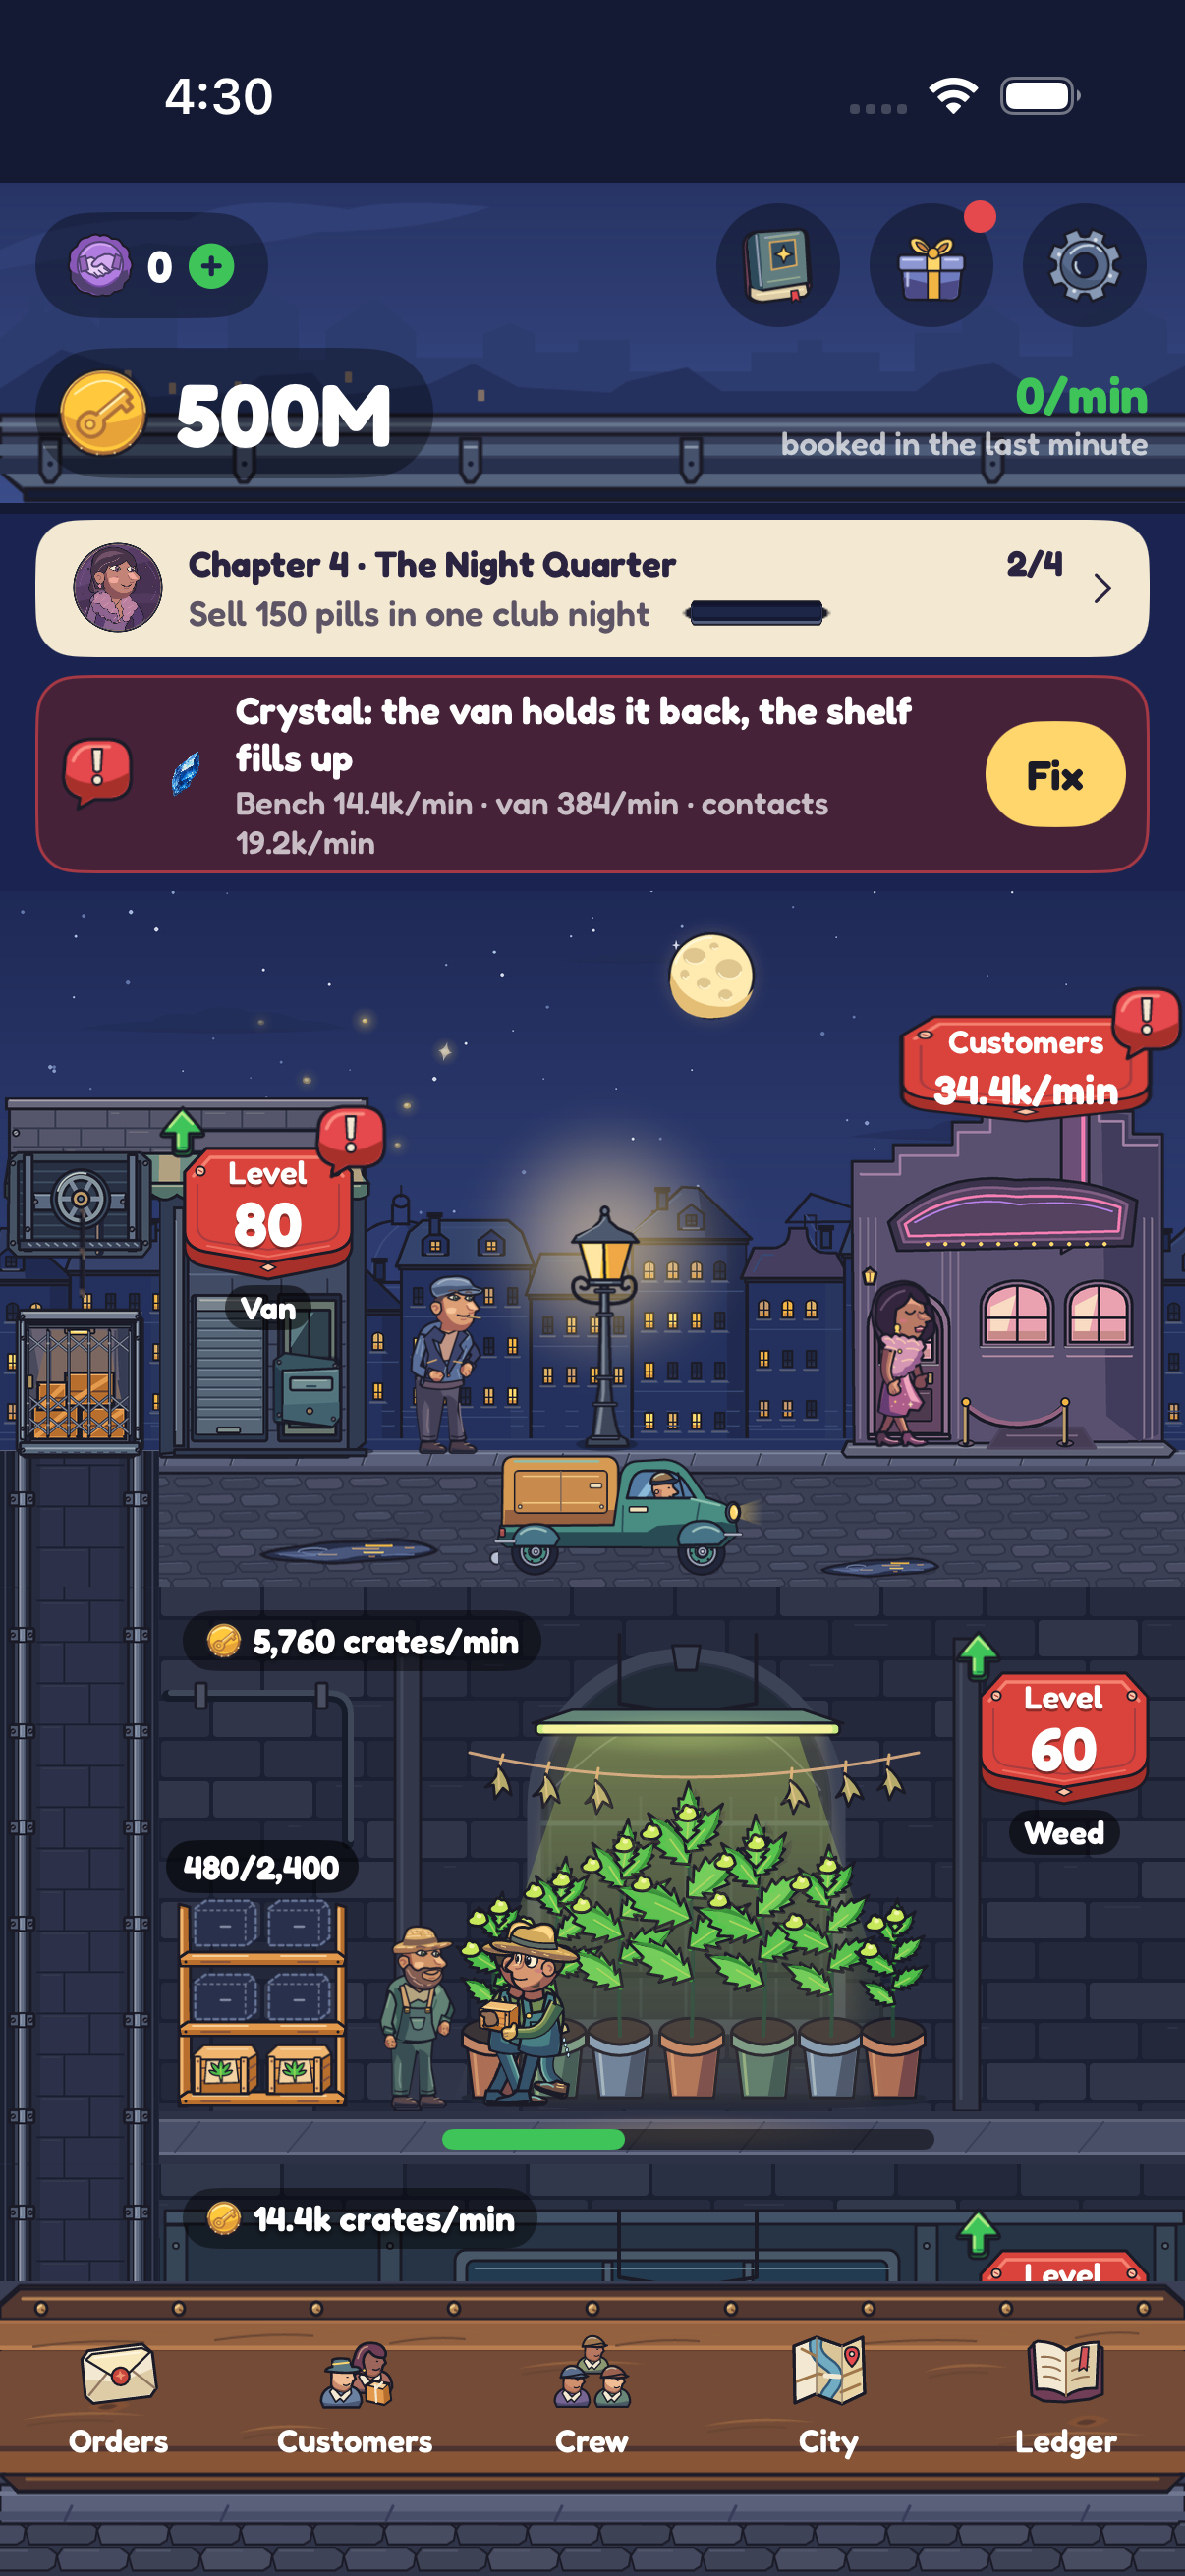 4:30
0
500M
0/min
booked in the last minute
Chapter 4 · The Night Quarter
2/4
Sell 150 pills in one club night
Crystal: the van holds it back, the shelf
fills up
Bench 14.4k/min · van 384/min · contacts
19.2k/min
Fix
Customers
34.4k/min
Level
80
Van
5,760 crates/min
Level
60
Weed
480/2,400
14.4k crates/min
Level
Orders
Customers
Crew
City
Ledger